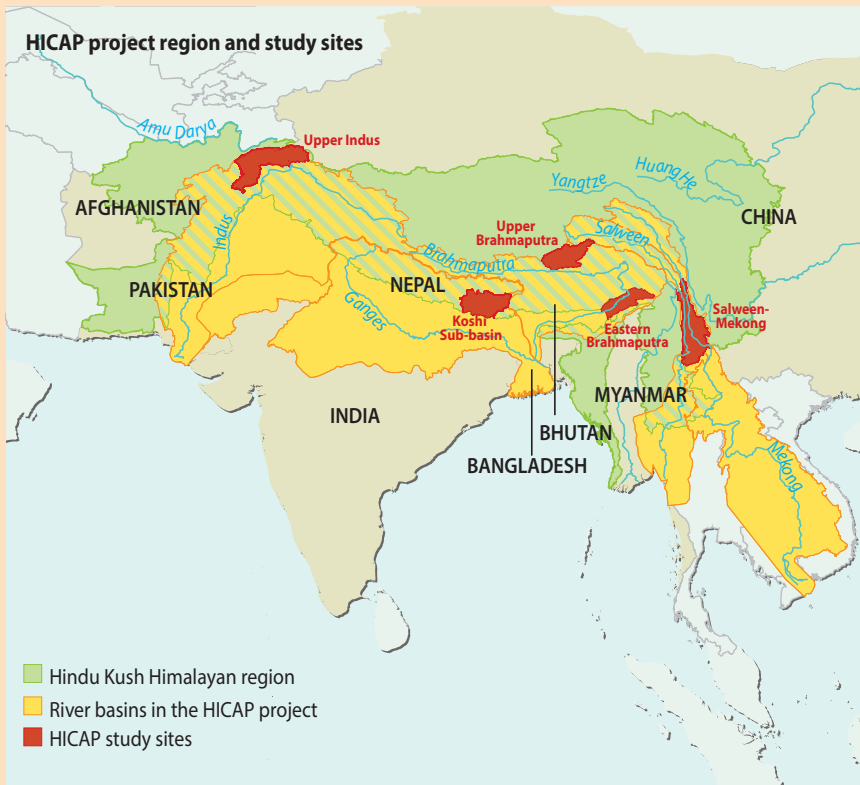 HICAP project region and study sites
Amu Darya
Upper Indus
Huang He
Yangtze
AFGHANISTAN
CHINA
Indus
Upper
Brahmaputra
Salween
Brahmaputra
NEPAL
PAKISTAN
Ganges
Koshi
Sub-basin
Eastern
Brahmaputra
Salween-
Mekong
MYANMAR
INDIA
BHUTAN
BANGLADESH
Mekong
Hindu Kush Himalayan region
River basins in the HICAP project
HICAP study sites